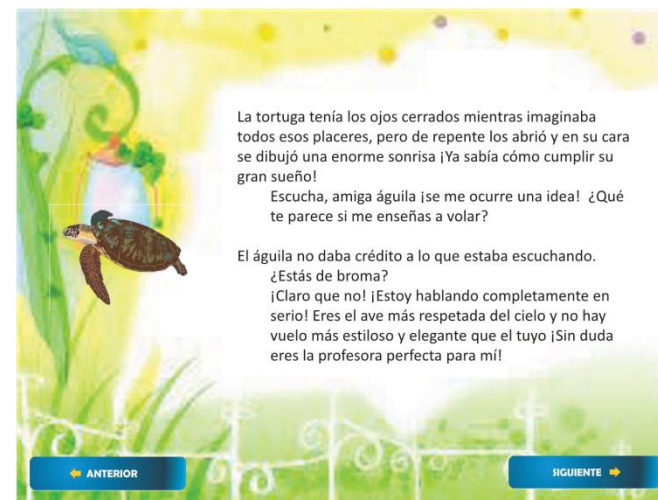 La tortuga tenía los ojos cerrados mientras imaginaba
todos esos placeres, pero de repente los abrió y en su cara
se dibujó una enorme sonrisa ¡Ya sabía cómo cumplir su
gran sueño!
Escucha, amiga águila ¡se me ocurre una idea! ¿Qué
te parece si me enseñas a volar?
El águila no daba crédito a lo que estaba escuchando.
¿Estás de broma?
¡Claro que no! ¡Estoy hablando completamente en
serio! Eres el ave más respetada del cielo y no hay
vuelo más estiloso y elegante que el tuyo ¡Sin duda
eres la profesora perfecta para mí!
ANTERIOR
SIGUIENTE